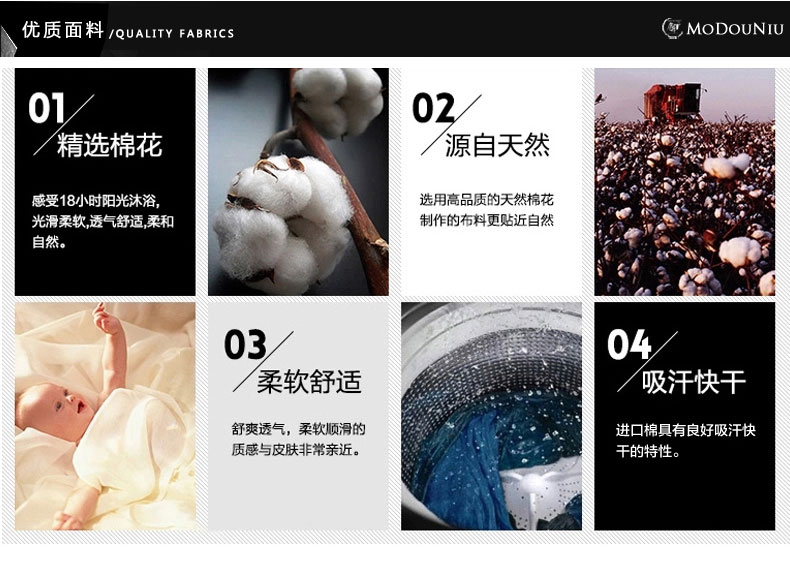 优质面料/QUALITY FABRICS
MODOUNIU
01
精选棉花
感受18小时阳光沐浴,
光滑柔软,透气舒适,柔和
自然。
02
源自天然
选用高品质的天然棉花
制作的布料更贴近自然
03
柔软舒适
舒爽透气，柔软顺滑的
质感与皮肤非常亲近。
04
吸汗快干
进口棉具有良好吸汗快
干的特性。